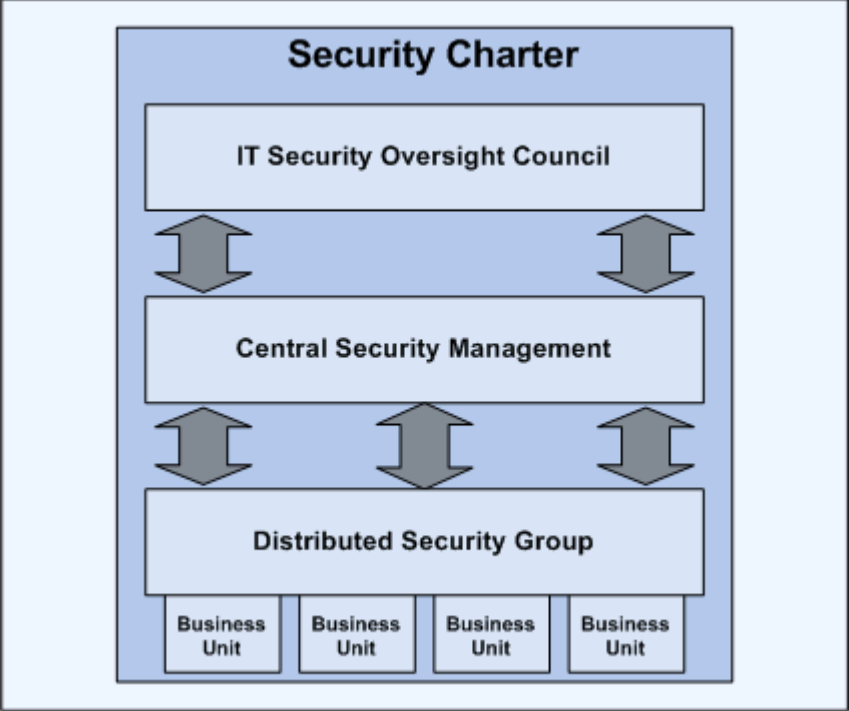 Security Charter
IT Security Oversight Council
Central Security Management
Distributed Security Group
Business
Unit
Business
Unit
Business
Unit
Business
Unit